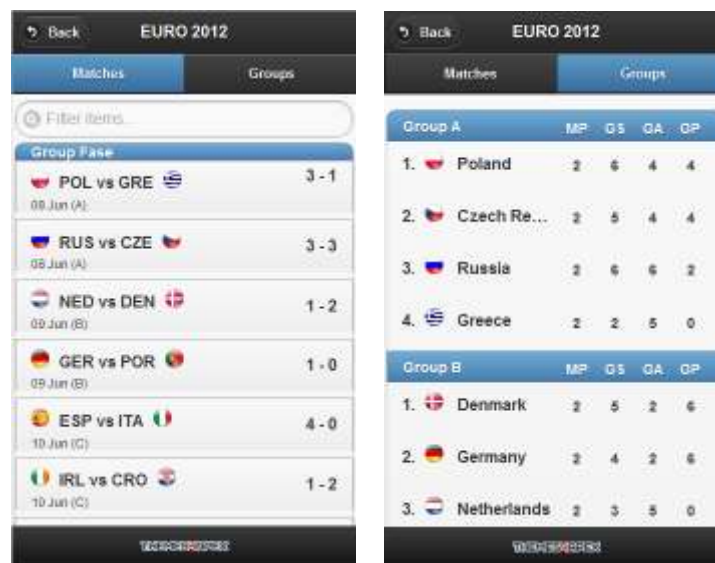 Back EURO 2012
Matches Groups
Filter items...
Group Fase
POL vs GRE 3 - 1
08 Jun (A)
RUS vs CZE 3 - 3
08 Jun (A)
NED vs DEN 1 - 2
09 Jun (B)
GER vs POR 1 - 0
09 Jun (B)
ESP vs ITA 4 - 0
10 Jun (C)
IRL vs CRO 1 - 2
10 Jun (C)
Back EURO 2012
Matches Groups
Group A MP GS GA GP
1. Poland 2 6 4 4
2. Czech Re... 2 5 4 4
3. Russia 2 6 6 2
4. Greece 2 2 5 0
Group B MP GS GA GP
1. Denmark 2 5 2 6
2. Germany 2 4 2 6
3. Netherlands 2 3 5 0